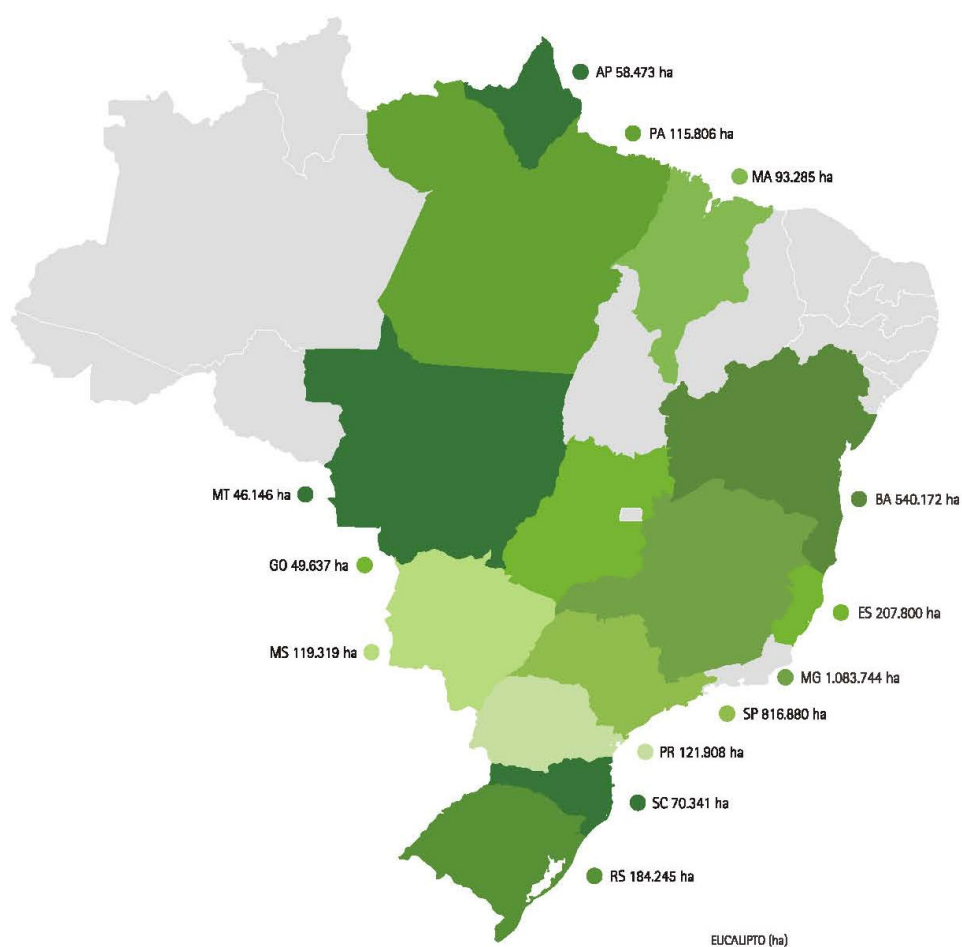 AP 58.473 ha
PA 115.806 ha
MA 93.285 ha
MT 46.146 ha
BA 540.172 ha
GO 49.637 ha
ES 207.800 ha
MS 119.319 ha
MG 1.083.744 ha
SP 816.880 ha
PR 121.908 ha
SC 70.341 ha
RS 184.245 ha
EUCALIPTO (ha)